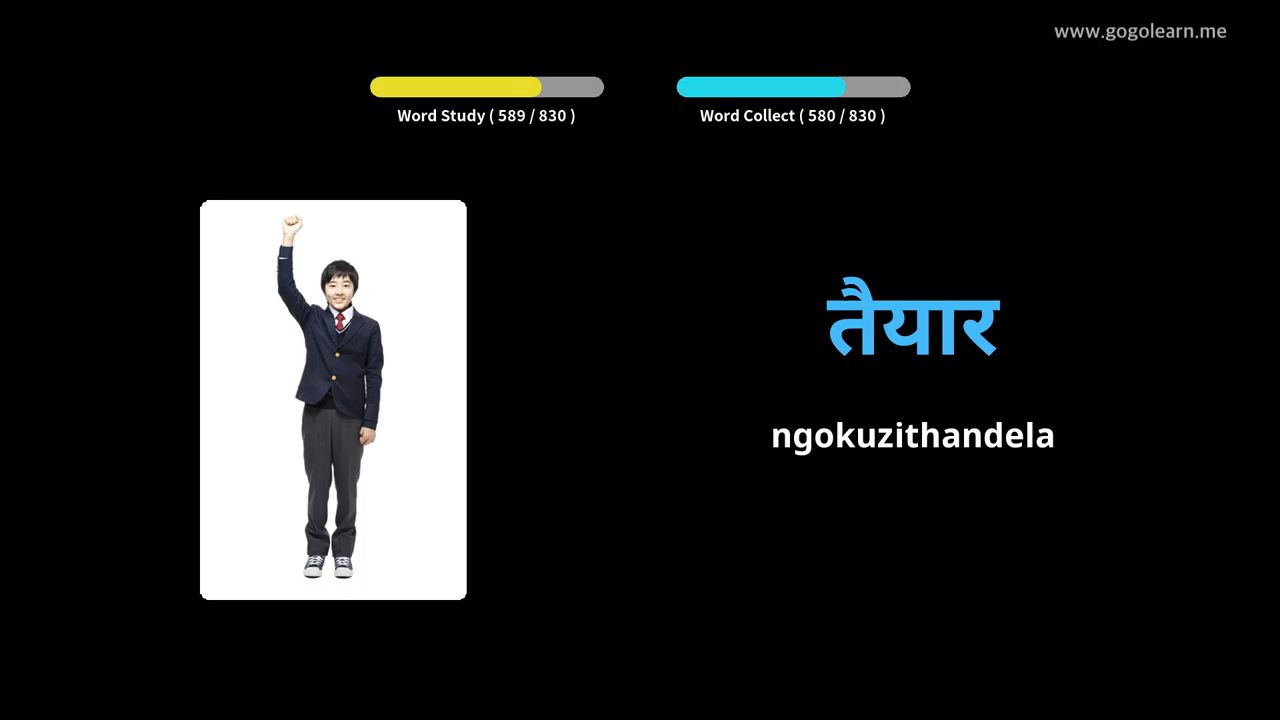 www.gogolearn.me
Word Study ( 589 / 830 )
Word Collect ( 580 / 830 )
तैयार
ngokuzithandela